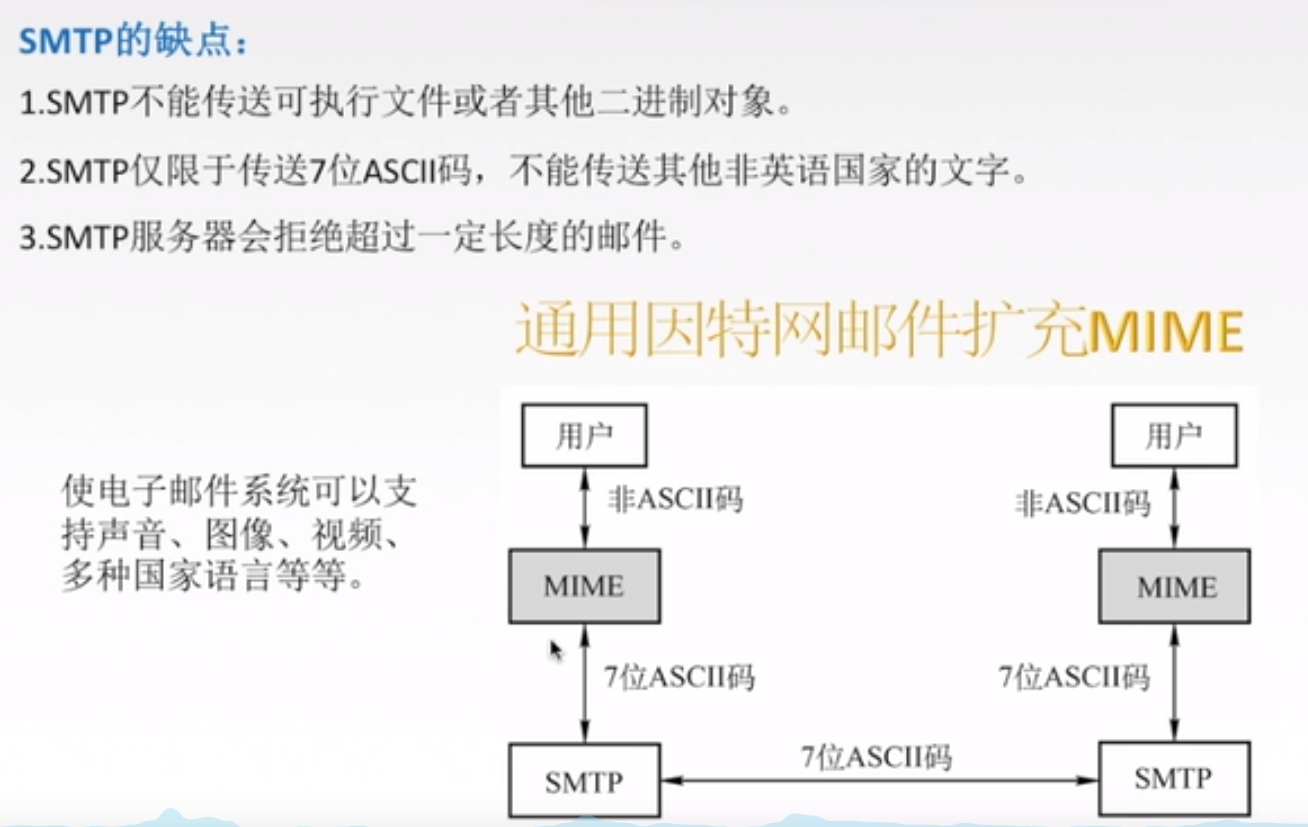 SMTP的缺点：
1.SMTP不能传送可执行文件或者其他二进制对象。
2.SMTP仅限于传送7位ASCII码，不能传送其他非英语国家的文字。
3.SMTP服务器会拒绝超过一定长度的邮件。
通用因特网邮件扩充MIME
使电子邮件系统可以支
持声音、图像、视频、
多种国家语言等等。
用户
用户
非ASCII码
非ASCII码
MIME
MIME
7位ASCII码
7位ASCII码
7位ASCII码
SMTP
SMTP